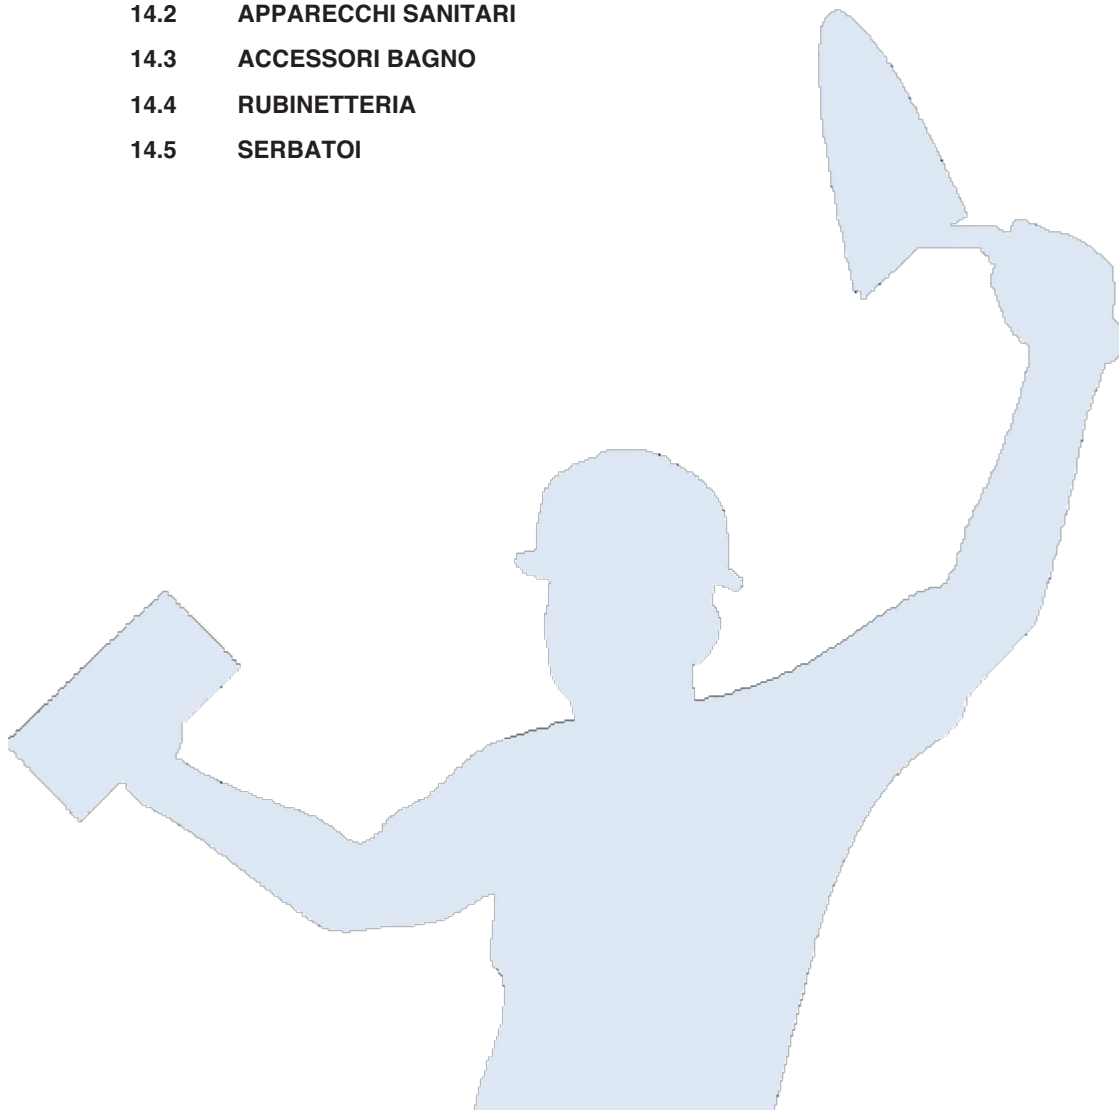 14.2 APPARECCHI SANITARI
14.3 ACCESSORI BAGNO
14.4 RUBINETTERIA
14.5 SERBATOI